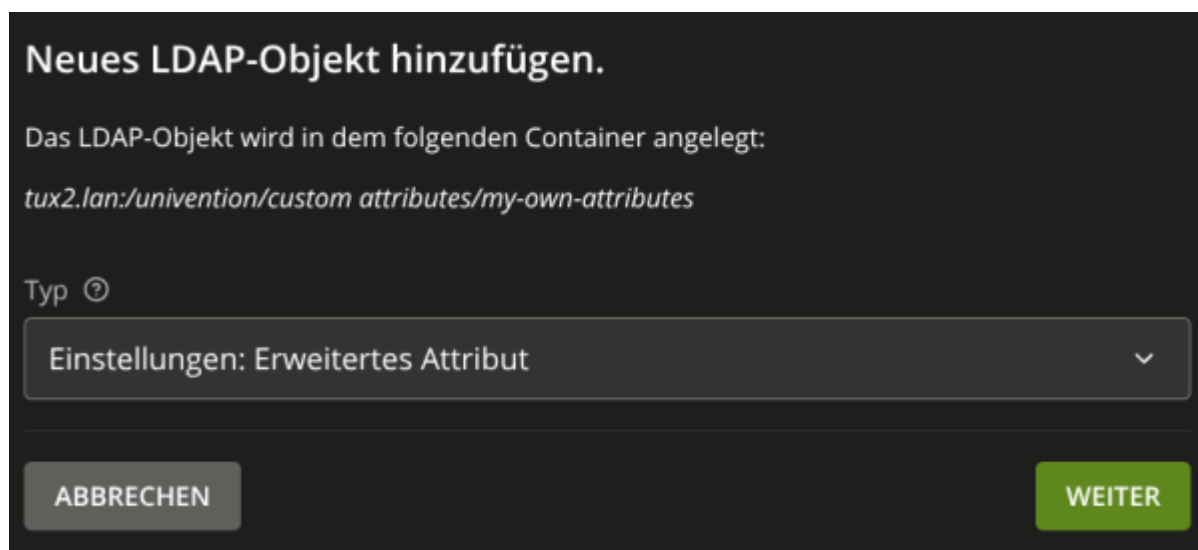 Neues LDAP-Objekt hinzufügen.
Das LDAP-Objekt wird in dem folgenden Container angelegt:
tux2.lan:/univention/custom attributes/my-own-attributes
Typ
Einstellungen: Erweitertes Attribut
ABBRECHEN
WEITER